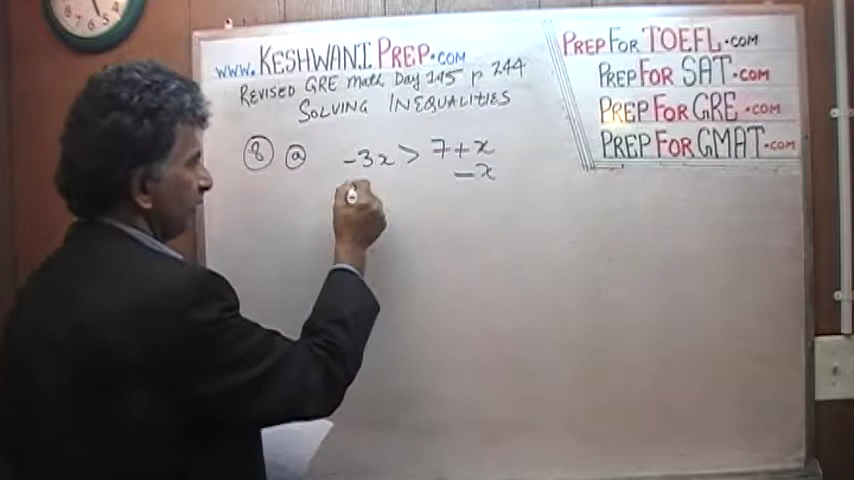 www.KESHWANI PREP.COM
REVISED GRE Math Day 245 p 244
SOLVING INEQUALITIES
PREP FOR TOEFL.COM
PREP FOR SAT.COM
PREP FOR GRE.COM
PREP FOR GMAT.COM
8 a -3x > 7+x
-x